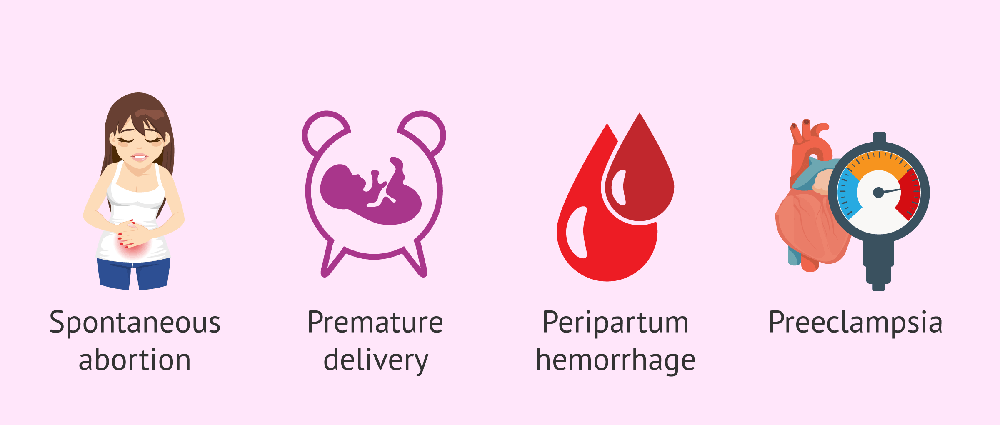 Spontaneous
abortion
Premature
delivery
Peripartum
hemorrhage
Preeclampsia